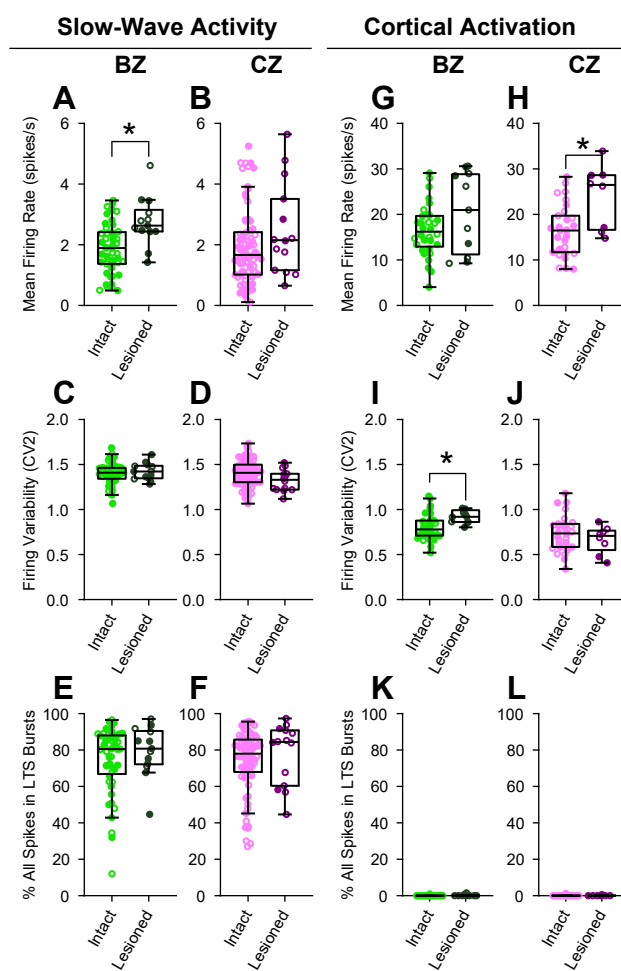 Slow-Wave Activity Cortical Activation
BZ CZ BZ CZ
A B G H
Mean Firing Rate (spikes/s)
6
4
2
0
*
Intact Lesioned
6
4
2
0
Intact Lesioned
Mean Firing Rate (spikes/s)
40
30
20
10
0
Intact Lesioned
40
30
20
10
0
*
Intact Lesioned
C D I J
Firing Variability (CV2)
2.0
1.5
1.0
0.5
0.0
Intact Lesioned
2.0
1.5
1.0
0.5
0.0
Intact Lesioned
Firing Variability (CV2)
2.0
1.5
1.0
0.5
0.0
*
Intact Lesioned
2.0
1.5
1.0
0.5
0.0
Intact Lesioned
E F K L
% All Spikes in LTS Bursts
100
80
60
40
20
0
Intact Lesioned
100
80
60
40
20
0
Intact Lesioned
% All Spikes in LTS Bursts
100
80
60
40
20
0
Intact Lesioned
100
80
60
40
20
0
Intact Lesioned